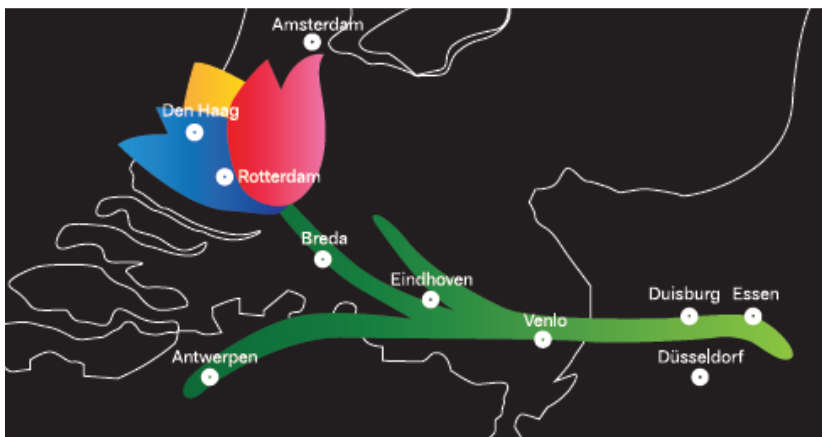 Amsterdam
Den Haag
Rotterdam
Breda
Eindhoven
Duisburg Essen
Venlo
Antwerpen
Düsseldorf